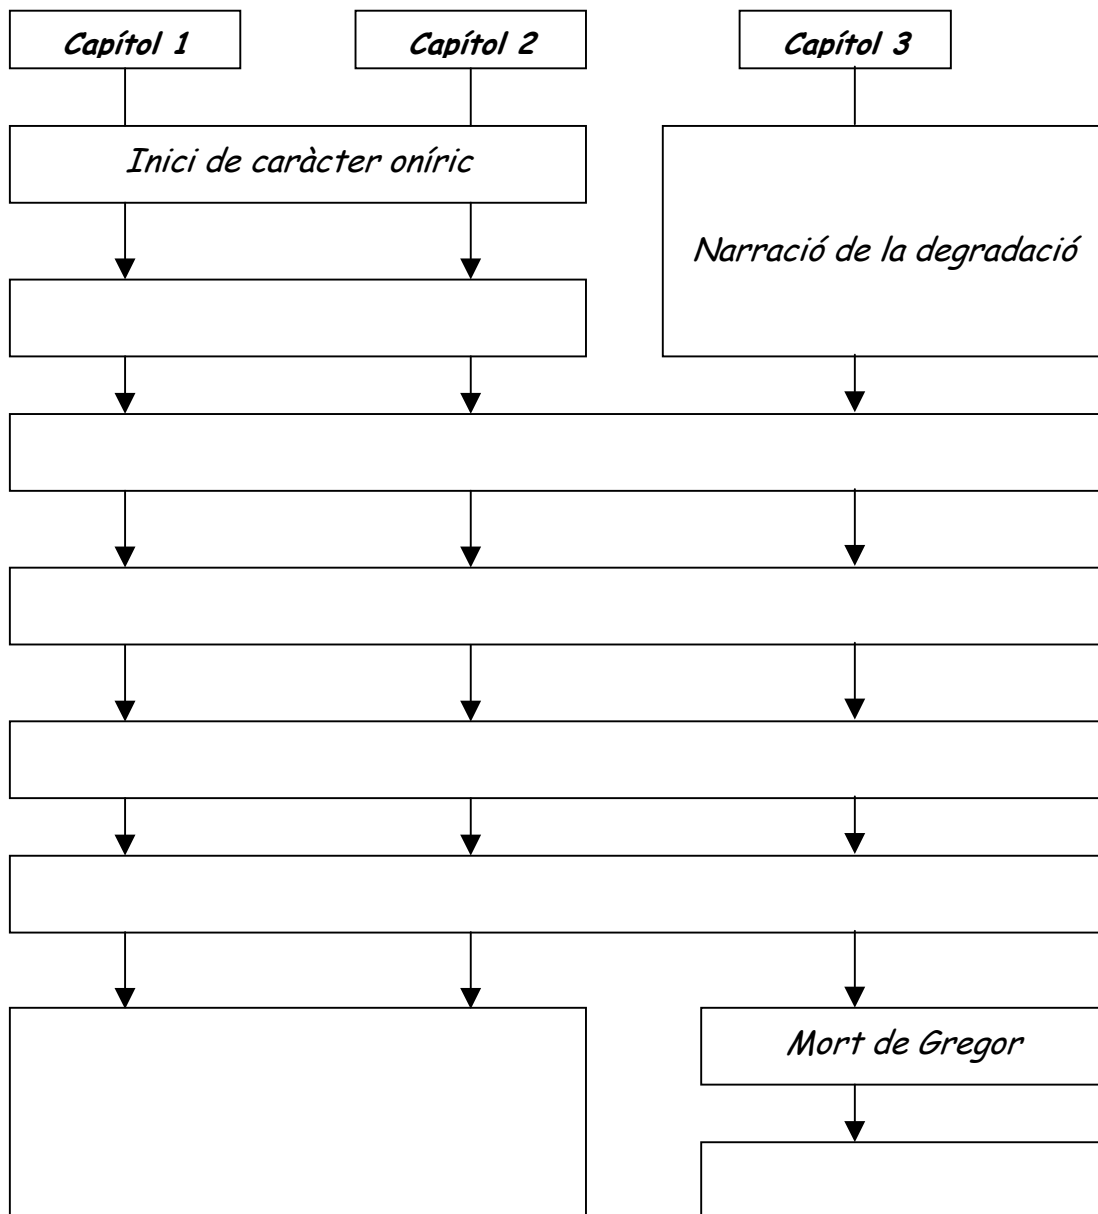 Capítol 1
Capítol 2
Capítol 3
Inici de caràcter oníric
Narració de la degradació
Mort de Gregor